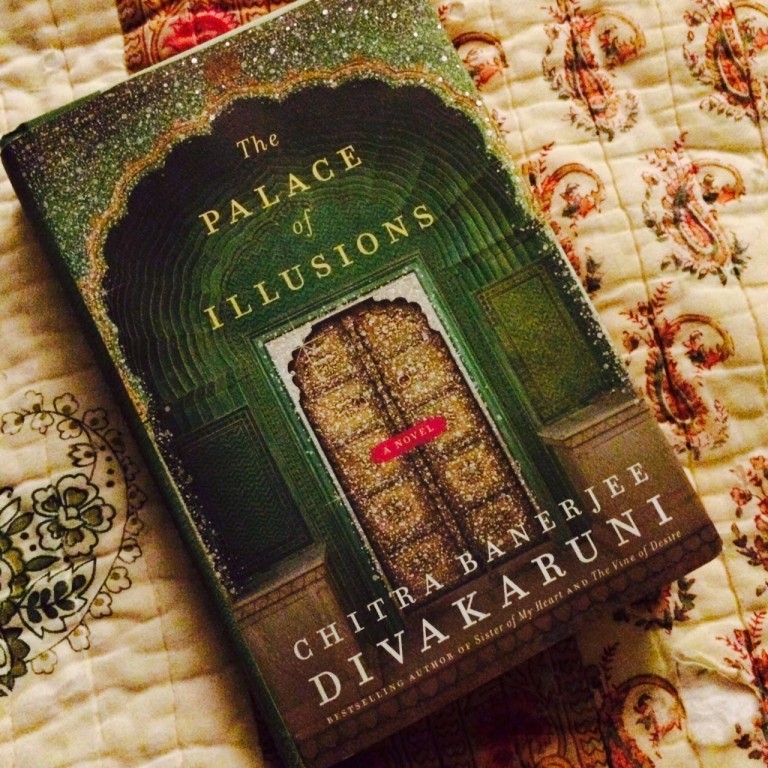 The
PALACE
of
ILLUSIONS
A NOVEL
CHITRA BANERJEE
DIVAKARUNI
BESTSELLING AUTHOR OF Sister of My Heart AND The Vine of Desire